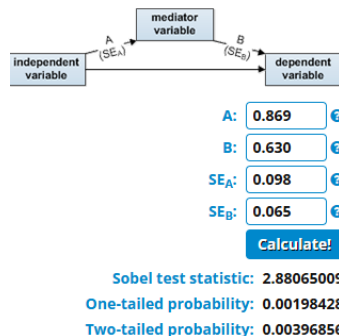 mediator
variable
A
(SEA)
B
(SEB)
independent
variable
dependent
variable
A: 0.869
B: 0.630
SEA: 0.098
SEB: 0.065
Calculate!
Sobel test statistic: 2.88065009
One-tailed probability: 0.00198428
Two-tailed probability: 0.00396856